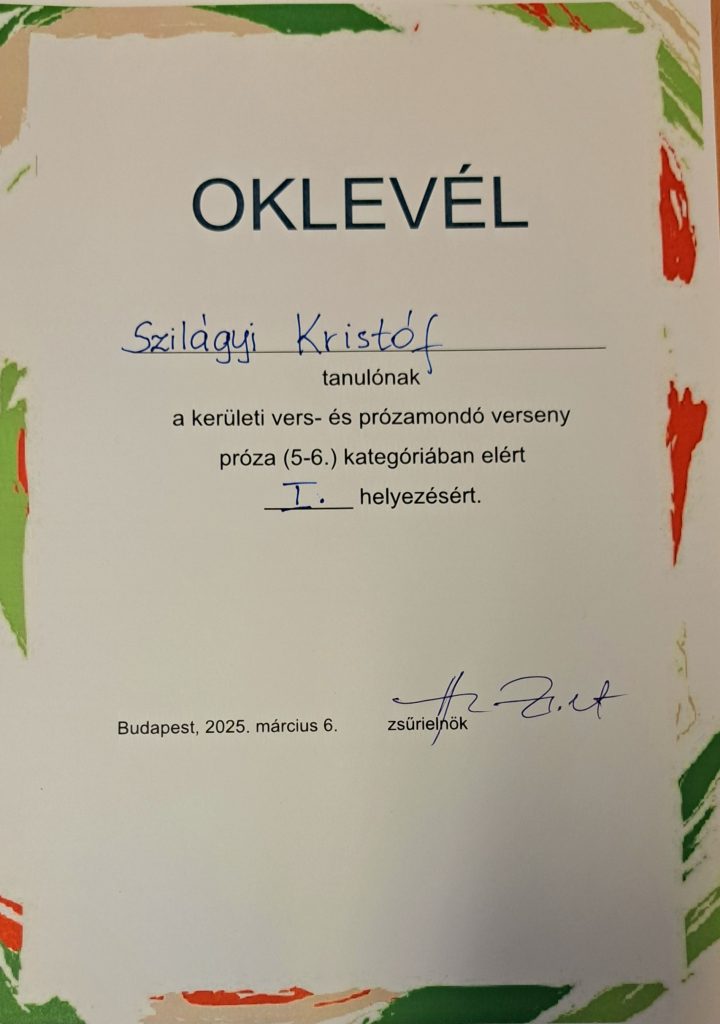 OKLEVÉL
Szilágyi Kristóf
tanulónak
a kerületi vers- és prózamondó verseny
próza (5-6.) kategóriában elért
I. helyezésért.
Budapest, 2025. március 6. zsűrielnök